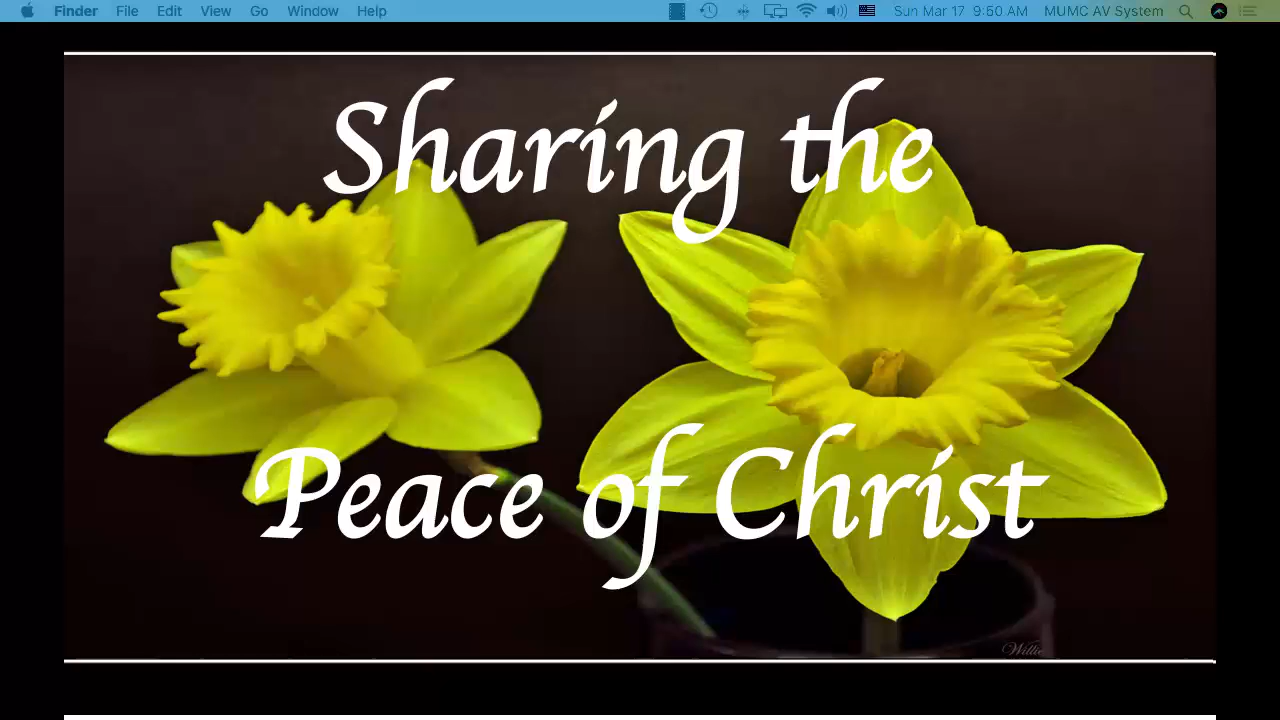 Finder File Edit View Go Window Help Sun Mar 17 9:50 AM MUMC AV System
Sharing the
Peace of Christ
Willie